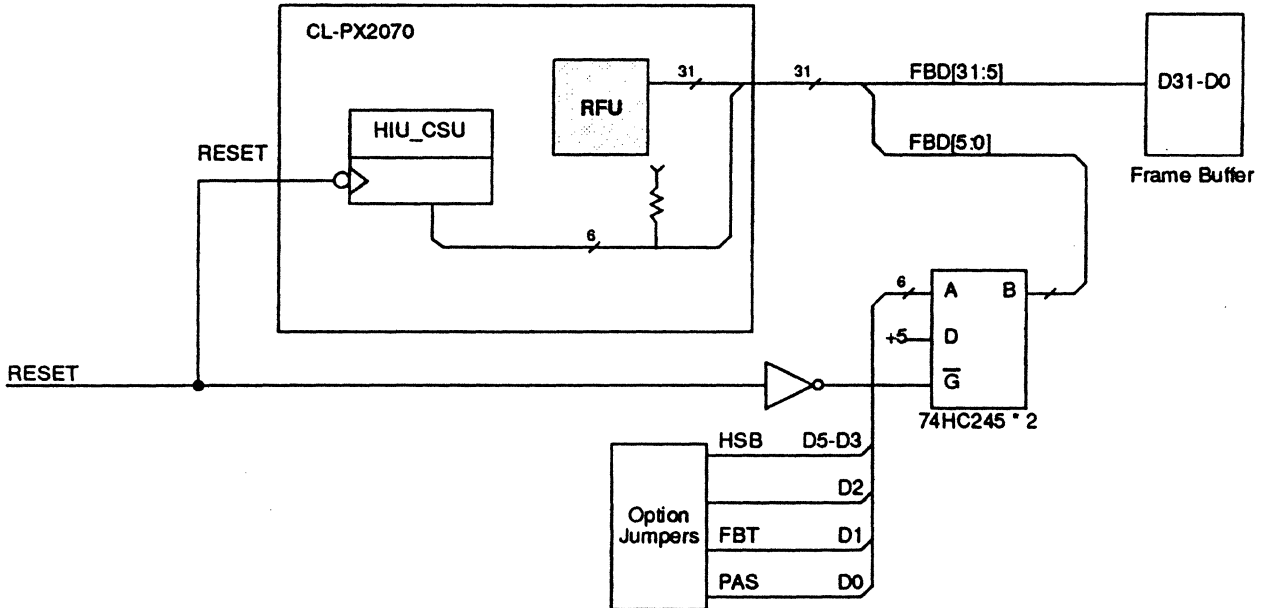 CL-PX2070
RFU
31
31
FBD[31:5]
D31-D0
HIU_CSU
RESET
FBD[5:0]
Frame Buffer
6
6
A B
+5 D
RESET
G
74HC245 * 2
HSB D5-D3
D2
Option
Jumpers
FBT D1
PAS D0